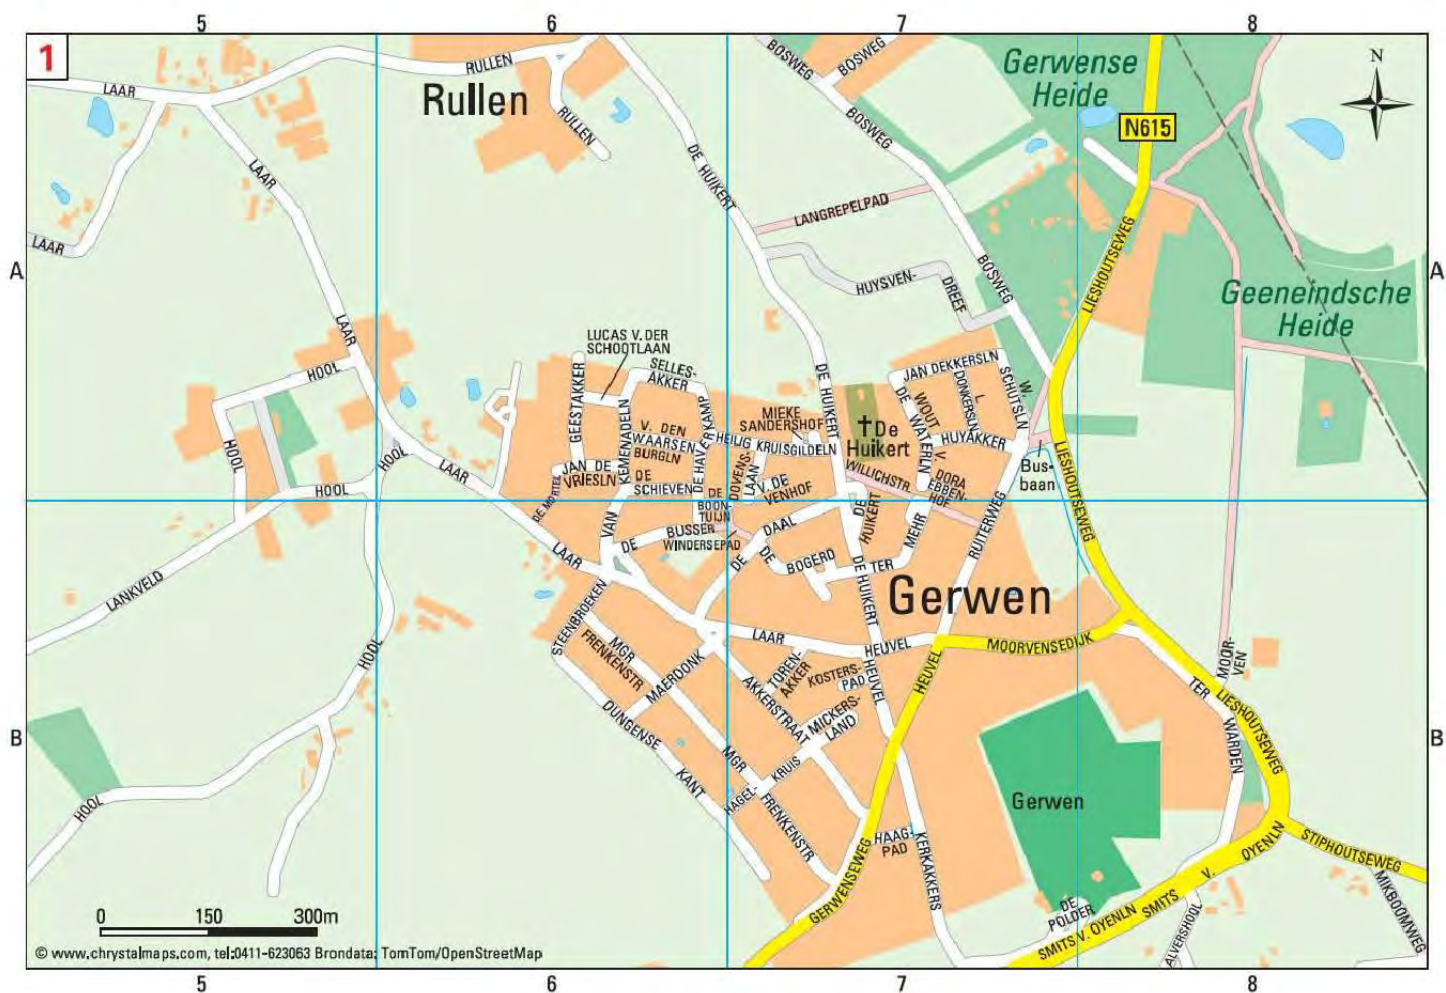 5
6
7
8
1
N
A
A
B
B
5
6
7
8
Rullen
Gerwen
Gerwense
Heide
Geeneindsche
Heide
N615
LAAR
RULLEN
RULLEN
LAAR
LAAR
LAAR
LAAR
LAAR
LAAR
DE HUIKERT
BOSWEG
BOSWEG
BOSWEG
BOSWEG
LANGREPELPAD
HUYSVEN-
DREEF
LIESHOUTSEWEG
LIESHOUTSEWEG
LIESHOUTSEWEG
HOOL
HOOL
HOOL
HOOL
HOOL
HOOL
LANKVELD
LUCAS V. DER
SCHOOTLAAN
SELLES-
AKKER
GEESTAKKER
V. DEN
WAARSEN-
BURGLN
VAN KEMENADELN
DE HAVERKAMP
JAN DE
VRIESLN
DE
SCHIEVEN
DE MORTEL
DE
BOON-
TUIJN
DOVENS-
LAAN
V. DE
VENHOF
MIEKE
SANDERSHOF
HEILIG KRUISGILDELN
DE HUIKERT
De
Huikert
WILLICHSTR
JAN DEKKERSLN
L.
DONKERSLN
WOUT V.
DE WATERLN
W.
SCHUTSLN
HUYAKKER
DORA
EBBEN-
HOF
Bus-
baan
RUITERWEG
DE BUSSER
WINDERSEPAD
DE DAAL
DE
BOGERD
TER MEHR
DE
HUIKERT
DE HUIKERT
STEENBROEKEN
MGR
FRENKENSTR
MAERDONK
DUNGENSE
KANT
MGR
FRENKENSTR
HAGEL-
KRUIS
MICKERS-
LAND
AKKERSTRAAT
TOREN-
AKKER
KOSTERS-
PAD
LAAR
HEUVEL
HEUVEL
HEUVEL
MOORVENSEDIJK
MOOR-
VEN
TER
WARDEN
Gerwen
HAAG-
PAD
KERKAKKERS
GERWENSEWEG
DE
POLDER
SMITS V. OYENLN
SMITS V. OYENLN
ALVERSHOOL
STIPHOUTSEWEG
MIKBOOMWEG
0 150 300m
© www.chrystalmaps.com, tel:0411-623063 Brondata: TomTom/OpenStreetMap